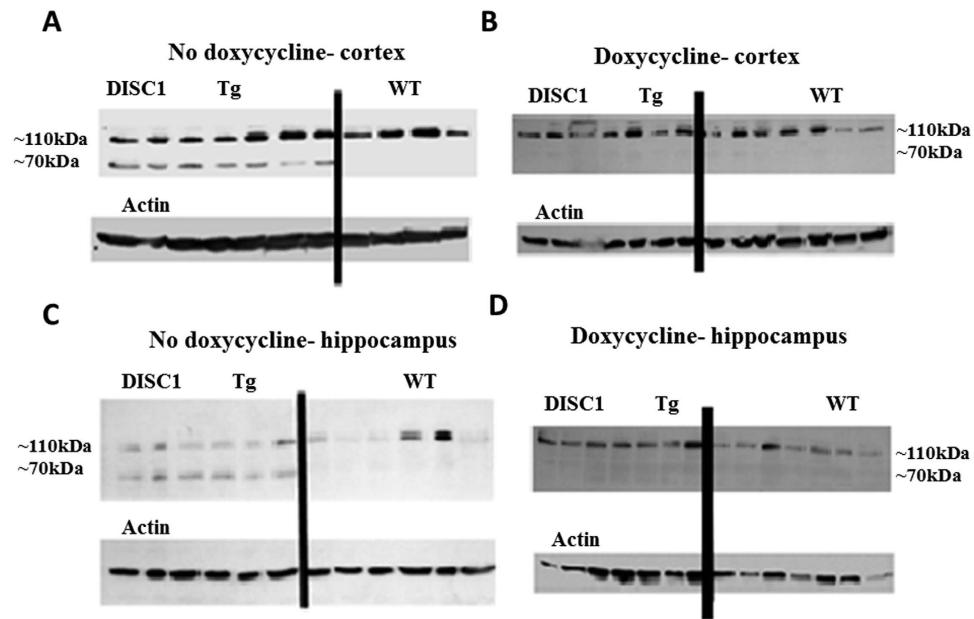 A
No doxycycline- cortex
DISC1 Tg WT
~110kDa
~70kDa
Actin
B
Doxycycline- cortex
DISC1 Tg WT
~110kDa
~70kDa
Actin
C
No doxycycline- hippocampus
DISC1 Tg WT
~110kDa
~70kDa
Actin
D
Doxycycline- hippocampus
DISC1 Tg WT
~110kDa
~70kDa
Actin